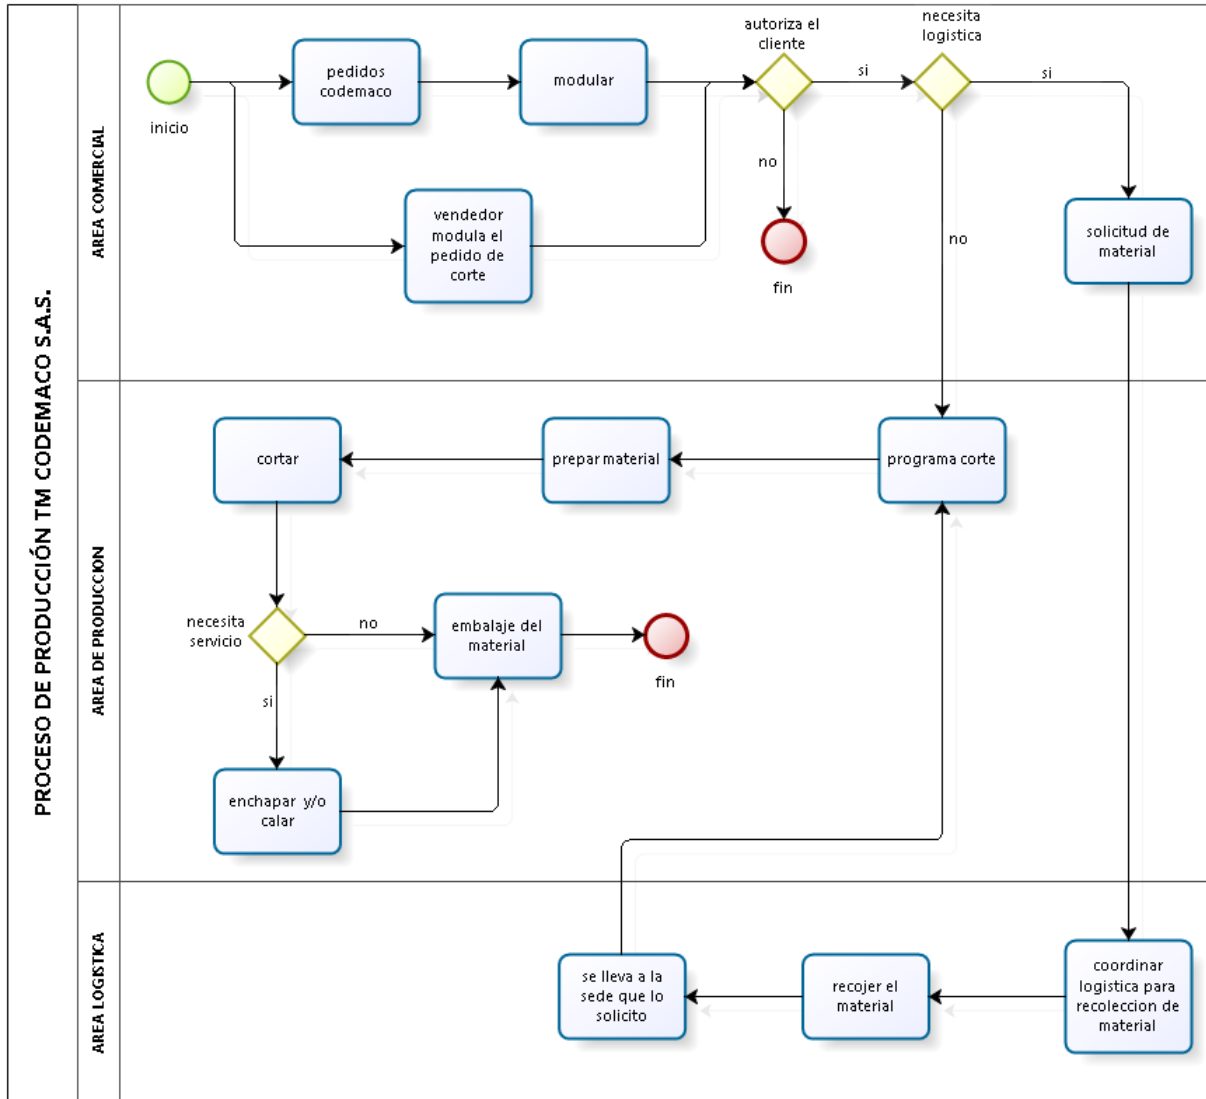 PROCESO DE PRODUCCIÓN TM CODEMACO S.A.S.
AREA COMERCIAL
inicio
pedidos
codemaco
modular
vendedor
modula el
pedido de
corte
autoriza el
cliente
si
no
fin
necesita
logistica
si
no
solicitud de
material
AREA DE PRODUCCION
programa corte
prepar material
cortar
necesita
servicio
no
si
embalaje del
material
fin
enchapar y/o
calar
AREA LOGISTICA
coordinar
logistica para
recoleccion de
material
recojer el
material
se lleva a la
sede que lo
solicito